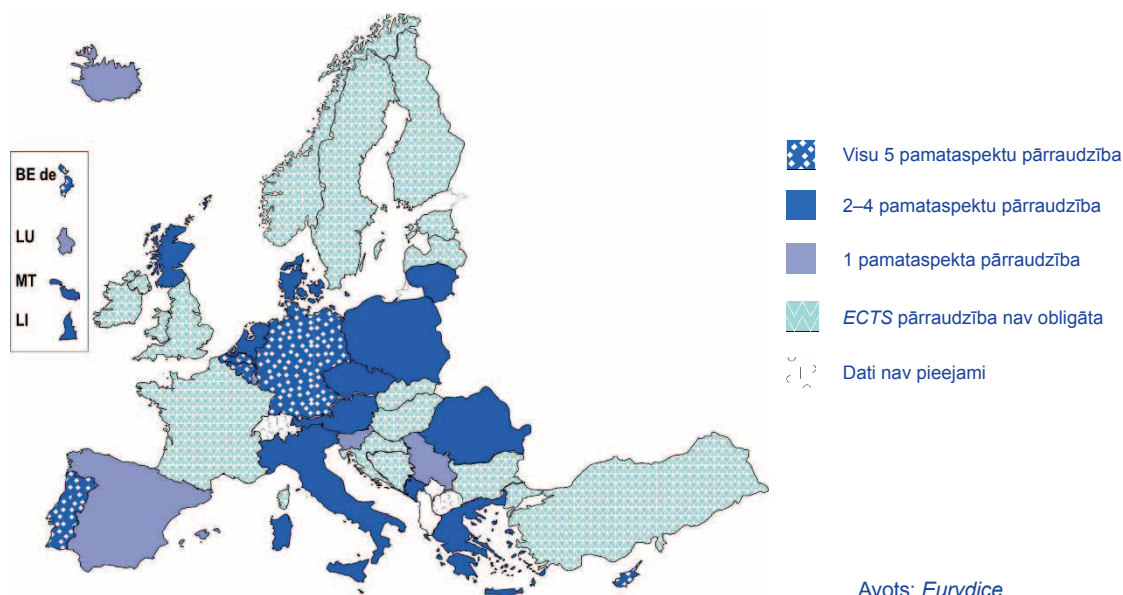 BE de
LU
MT
LI
Visu 5 pamataspektu pārraudzība
2–4 pamataspektu pārraudzība
1 pamataspekta pārraudzība
ECTS pārraudzība nav obligāta
Dati nav pieejami
Avots: Eurydice